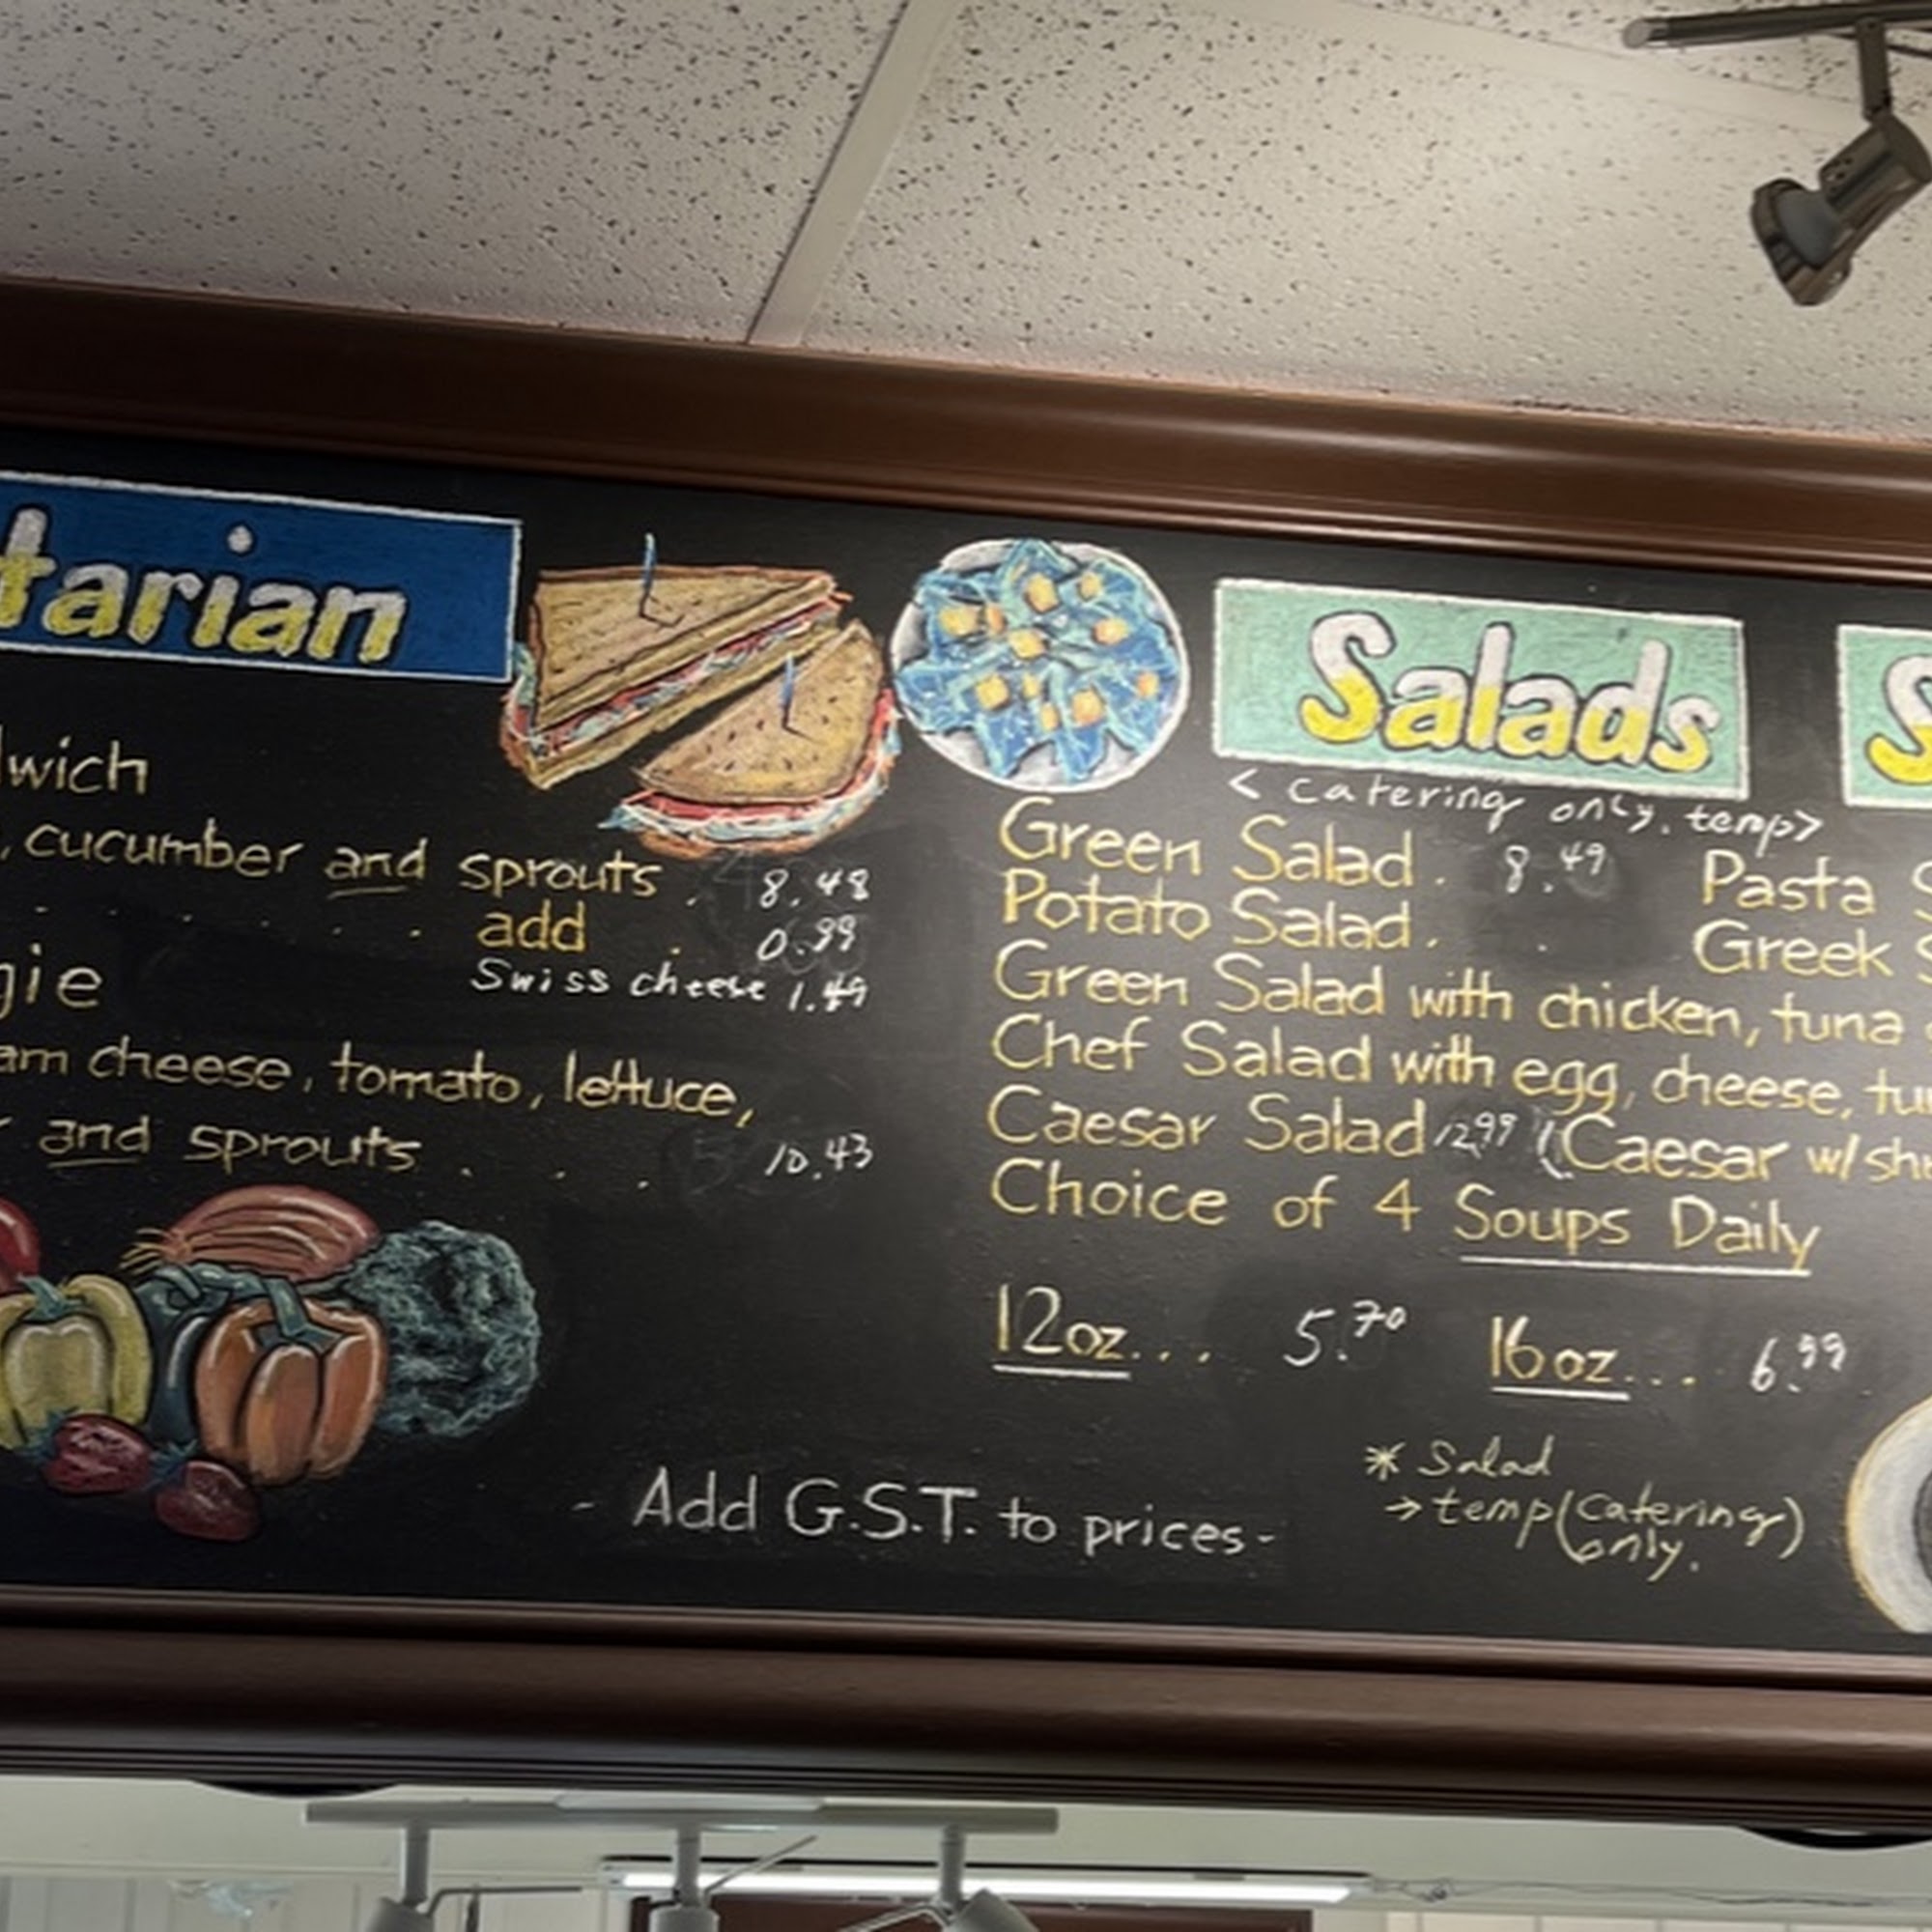 tarian
dwich
, cucumber and sprouts . 8.48
. . . . . . add . 0.99
Swiss cheese 1.49
gie
am cheese, tomato, lettuce,
r and sprouts . . . 10.43
Salads
S
< catering only. temp>
Green Salad . 8.49 Pasta S
Potato Salad . . Greek S
Green Salad with chicken, tuna
Chef Salad with egg, cheese, tu
Caesar Salad 12.99 (Caesar w/ sh
Choice of 4 Soups Daily
12oz... 5.70 16oz... 6.99
* Salad
→ temp(catering)
only.
- Add G.S.T. to prices -